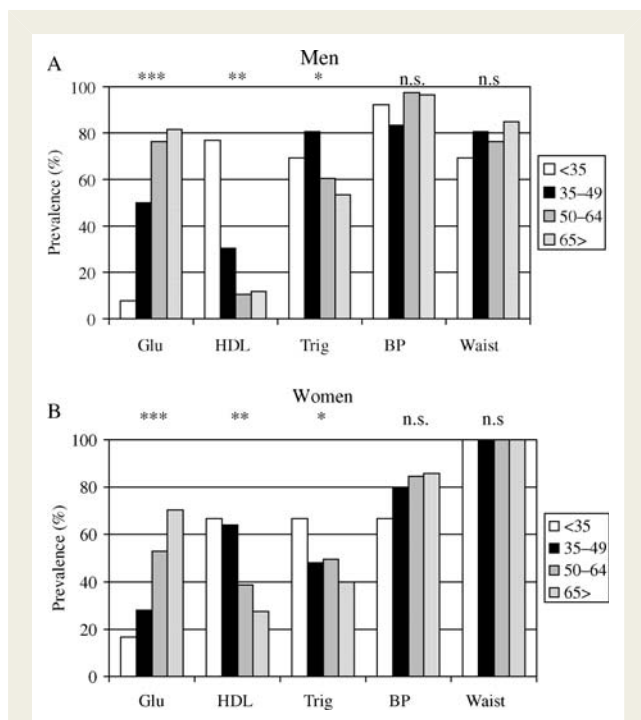 A
Men
*** ** * n.s. n.s
100
80
60
40
20
0
Prevalence (%)
Glu HDL Trig BP Waist
<35
35–49
50–64
65>
B
Women
*** ** * n.s. n.s
100
80
60
40
20
0
Prevalence (%)
Glu HDL Trig BP Waist
<35
35–49
50–64
65>